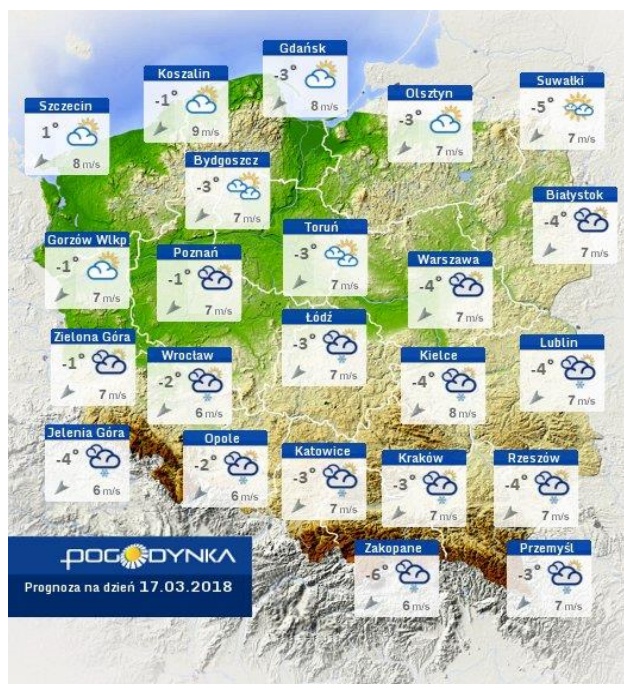 Gdańsk
-3°
8 m/s
Koszalin
-1°
9 m/s
Suwałki
-5°
7 m/s
Olsztyn
-3°
7 m/s
Szczecin
1°
8 m/s
Bydgoszcz
-3°
7 m/s
Białystok
-4°
7 m/s
Toruń
-3°
7 m/s
Gorzów Wlkp
-1°
7 m/s
Poznań
-1°
7 m/s
Warszawa
-4°
7 m/s
Łódź
-3°
7 m/s
Zielona Góra
-1°
7 m/s
Lublin
-4°
7 m/s
Wrocław
-2°
6 m/s
Kielce
-4°
8 m/s
Jelenia Góra
-4°
6 m/s
Opole
-2°
6 m/s
Katowice
-3°
7 m/s
Kraków
-3°
7 m/s
Rzeszów
-4°
7 m/s
Zakopane
-6°
6 m/s
Przemyśl
-3°
7 m/s
POGODYNKA
Prognoza na dzień 17.03.2018